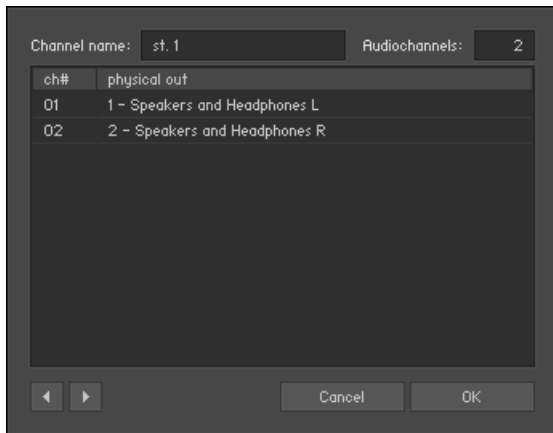 Channel name: st. 1 Audiochannels: 2
ch# physical out
01 1 - Speakers and Headphones L
02 2 - Speakers and Headphones R
Cancel OK